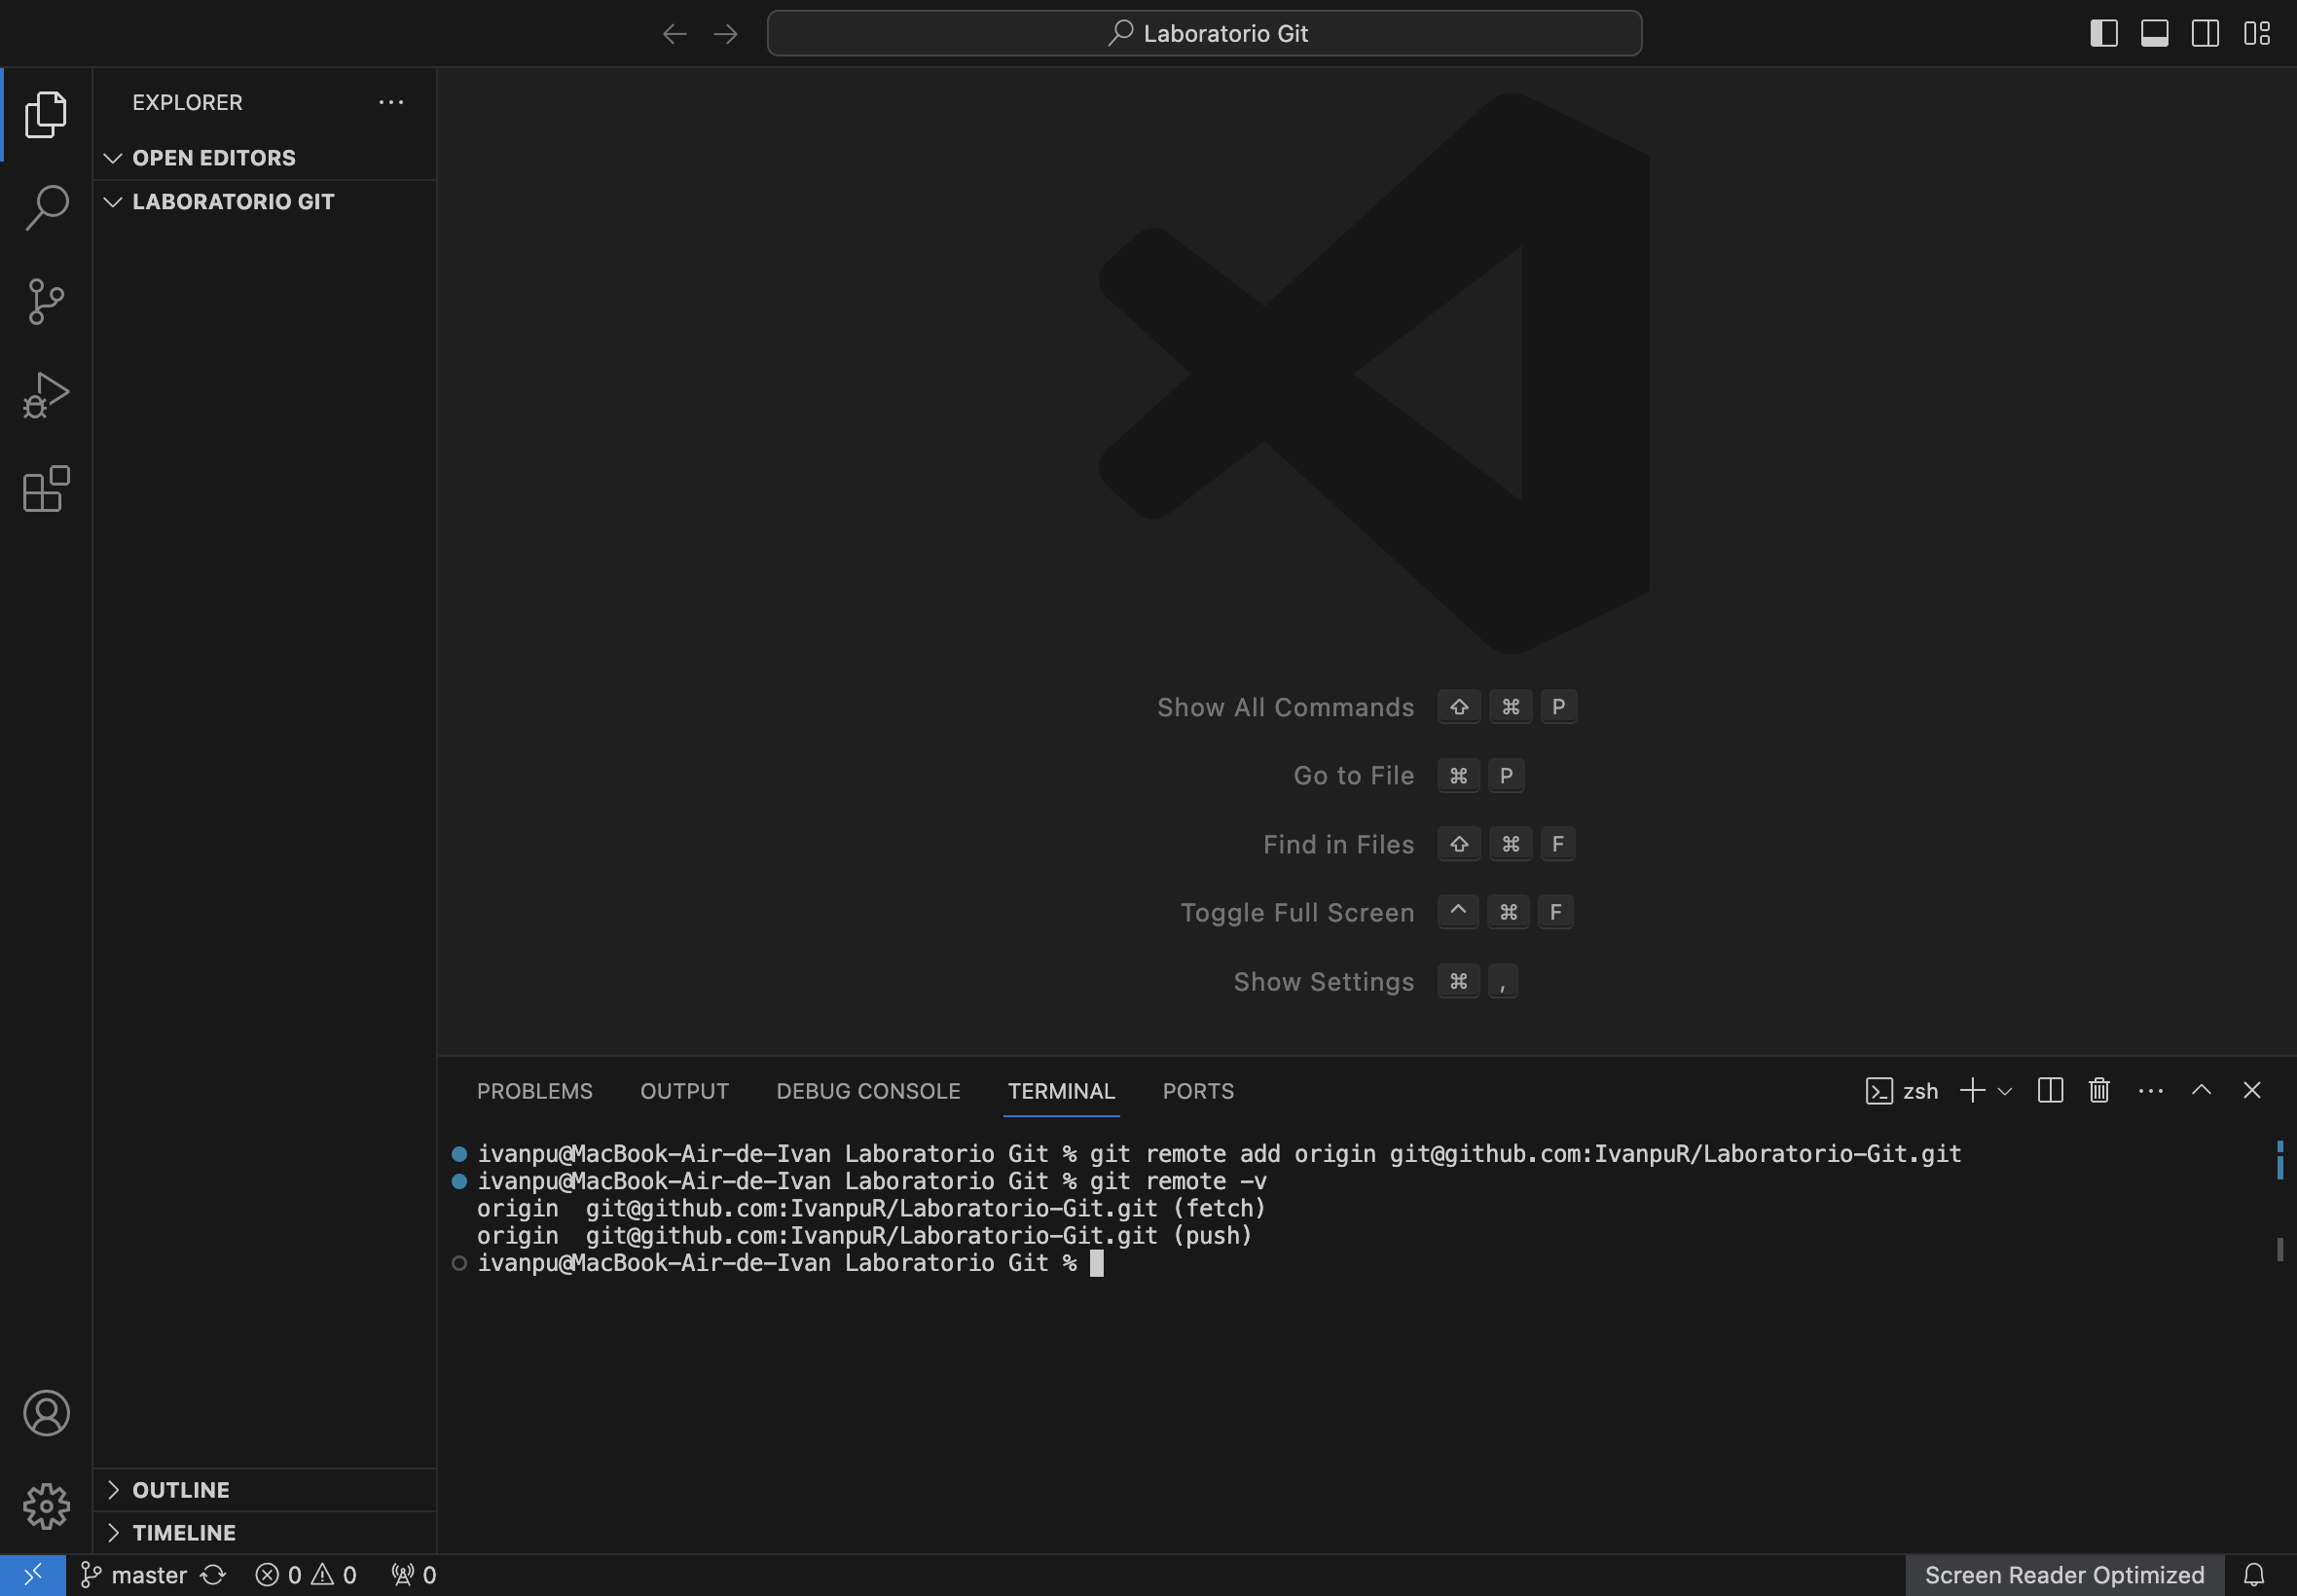 Laboratorio Git
EXPLORER
OPEN EDITORS
LABORATORIO GIT
Show All Commands ⇧ ⌘ P
Go to File ⌘ P
Find in Files ⇧ ⌘ F
Toggle Full Screen ^ ⌘ F
Show Settings ⌘ ,
PROBLEMS OUTPUT DEBUG CONSOLE TERMINAL PORTS zsh
ivanpu@MacBook-Air-de-Ivan Laboratorio Git % git remote add origin git@github.com:IvanpuR/Laboratorio-Git.git
ivanpu@MacBook-Air-de-Ivan Laboratorio Git % git remote -v
origin git@github.com:IvanpuR/Laboratorio-Git.git (fetch)
origin git@github.com:IvanpuR/Laboratorio-Git.git (push)
ivanpu@MacBook-Air-de-Ivan Laboratorio Git %
OUTLINE
TIMELINE
master 0 0 0 Screen Reader Optimized